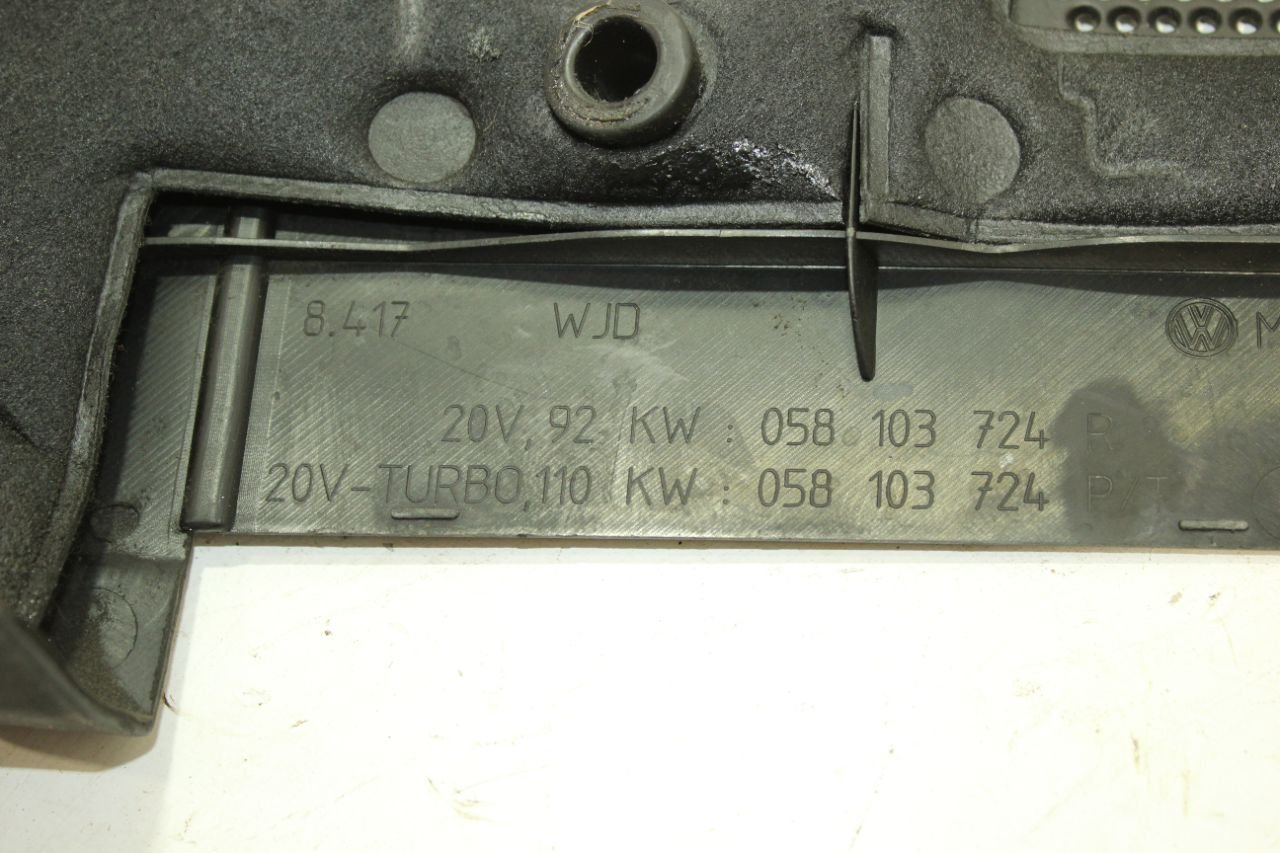 8.417 WJD M
20V, 92 KW : 058 103 724 R
20V-TURBO, 110 KW : 058 103 724 P/T